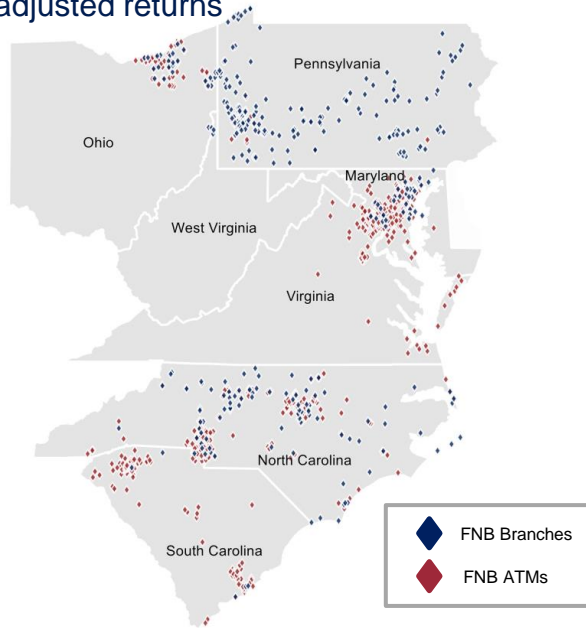 adjusted returns
Pennsylvania
Ohio
Maryland
West Virginia
Virginia
North Carolina
South Carolina
FNB Branches
FNB ATMs